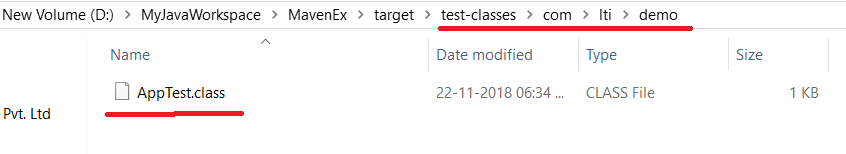 New Volume (D:) > MyJavaWorkspace > MavenEx > target > test-classes > com > lti > demo
Name Date modified Type Size
AppTest.class 22-11-2018 06:34 ... CLASS File 1 KB
Pvt. Ltd